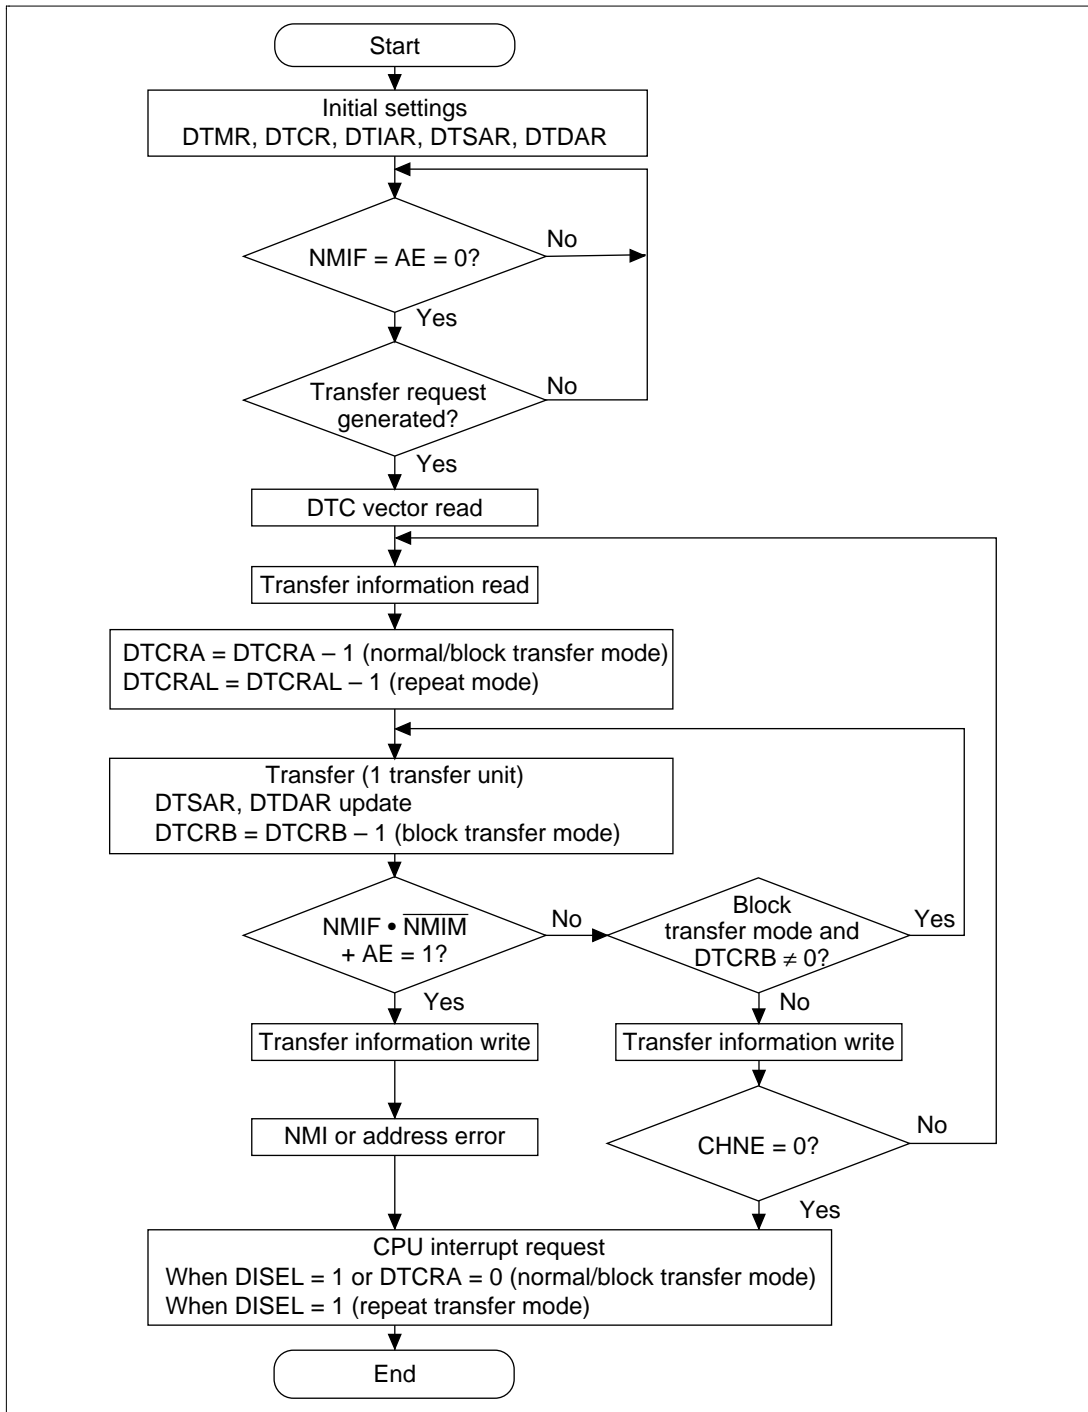 Start
Initial settings
DTMR, DTCR, DTIAR, DTSAR, DTDAR
NMIF = AE = 0?
No
Yes
Transfer request
generated?
No
Yes
DTC vector read
Transfer information read
DTCRA = DTCRA – 1 (normal/block transfer mode)
DTCRAL = DTCRAL – 1 (repeat mode)
Transfer (1 transfer unit)
DTSAR, DTDAR update
DTCRB = DTCRB – 1 (block transfer mode)
NMIF • N̅M̅I̅M̅
+ AE = 1?
No
Yes
Block
transfer mode and
DTCRB ≠ 0?
Yes
No
Transfer information write
Transfer information write
NMI or address error
CHNE = 0?
No
Yes
CPU interrupt request
When DISEL = 1 or DTCRA = 0 (normal/block transfer mode)
When DISEL = 1 (repeat transfer mode)
End